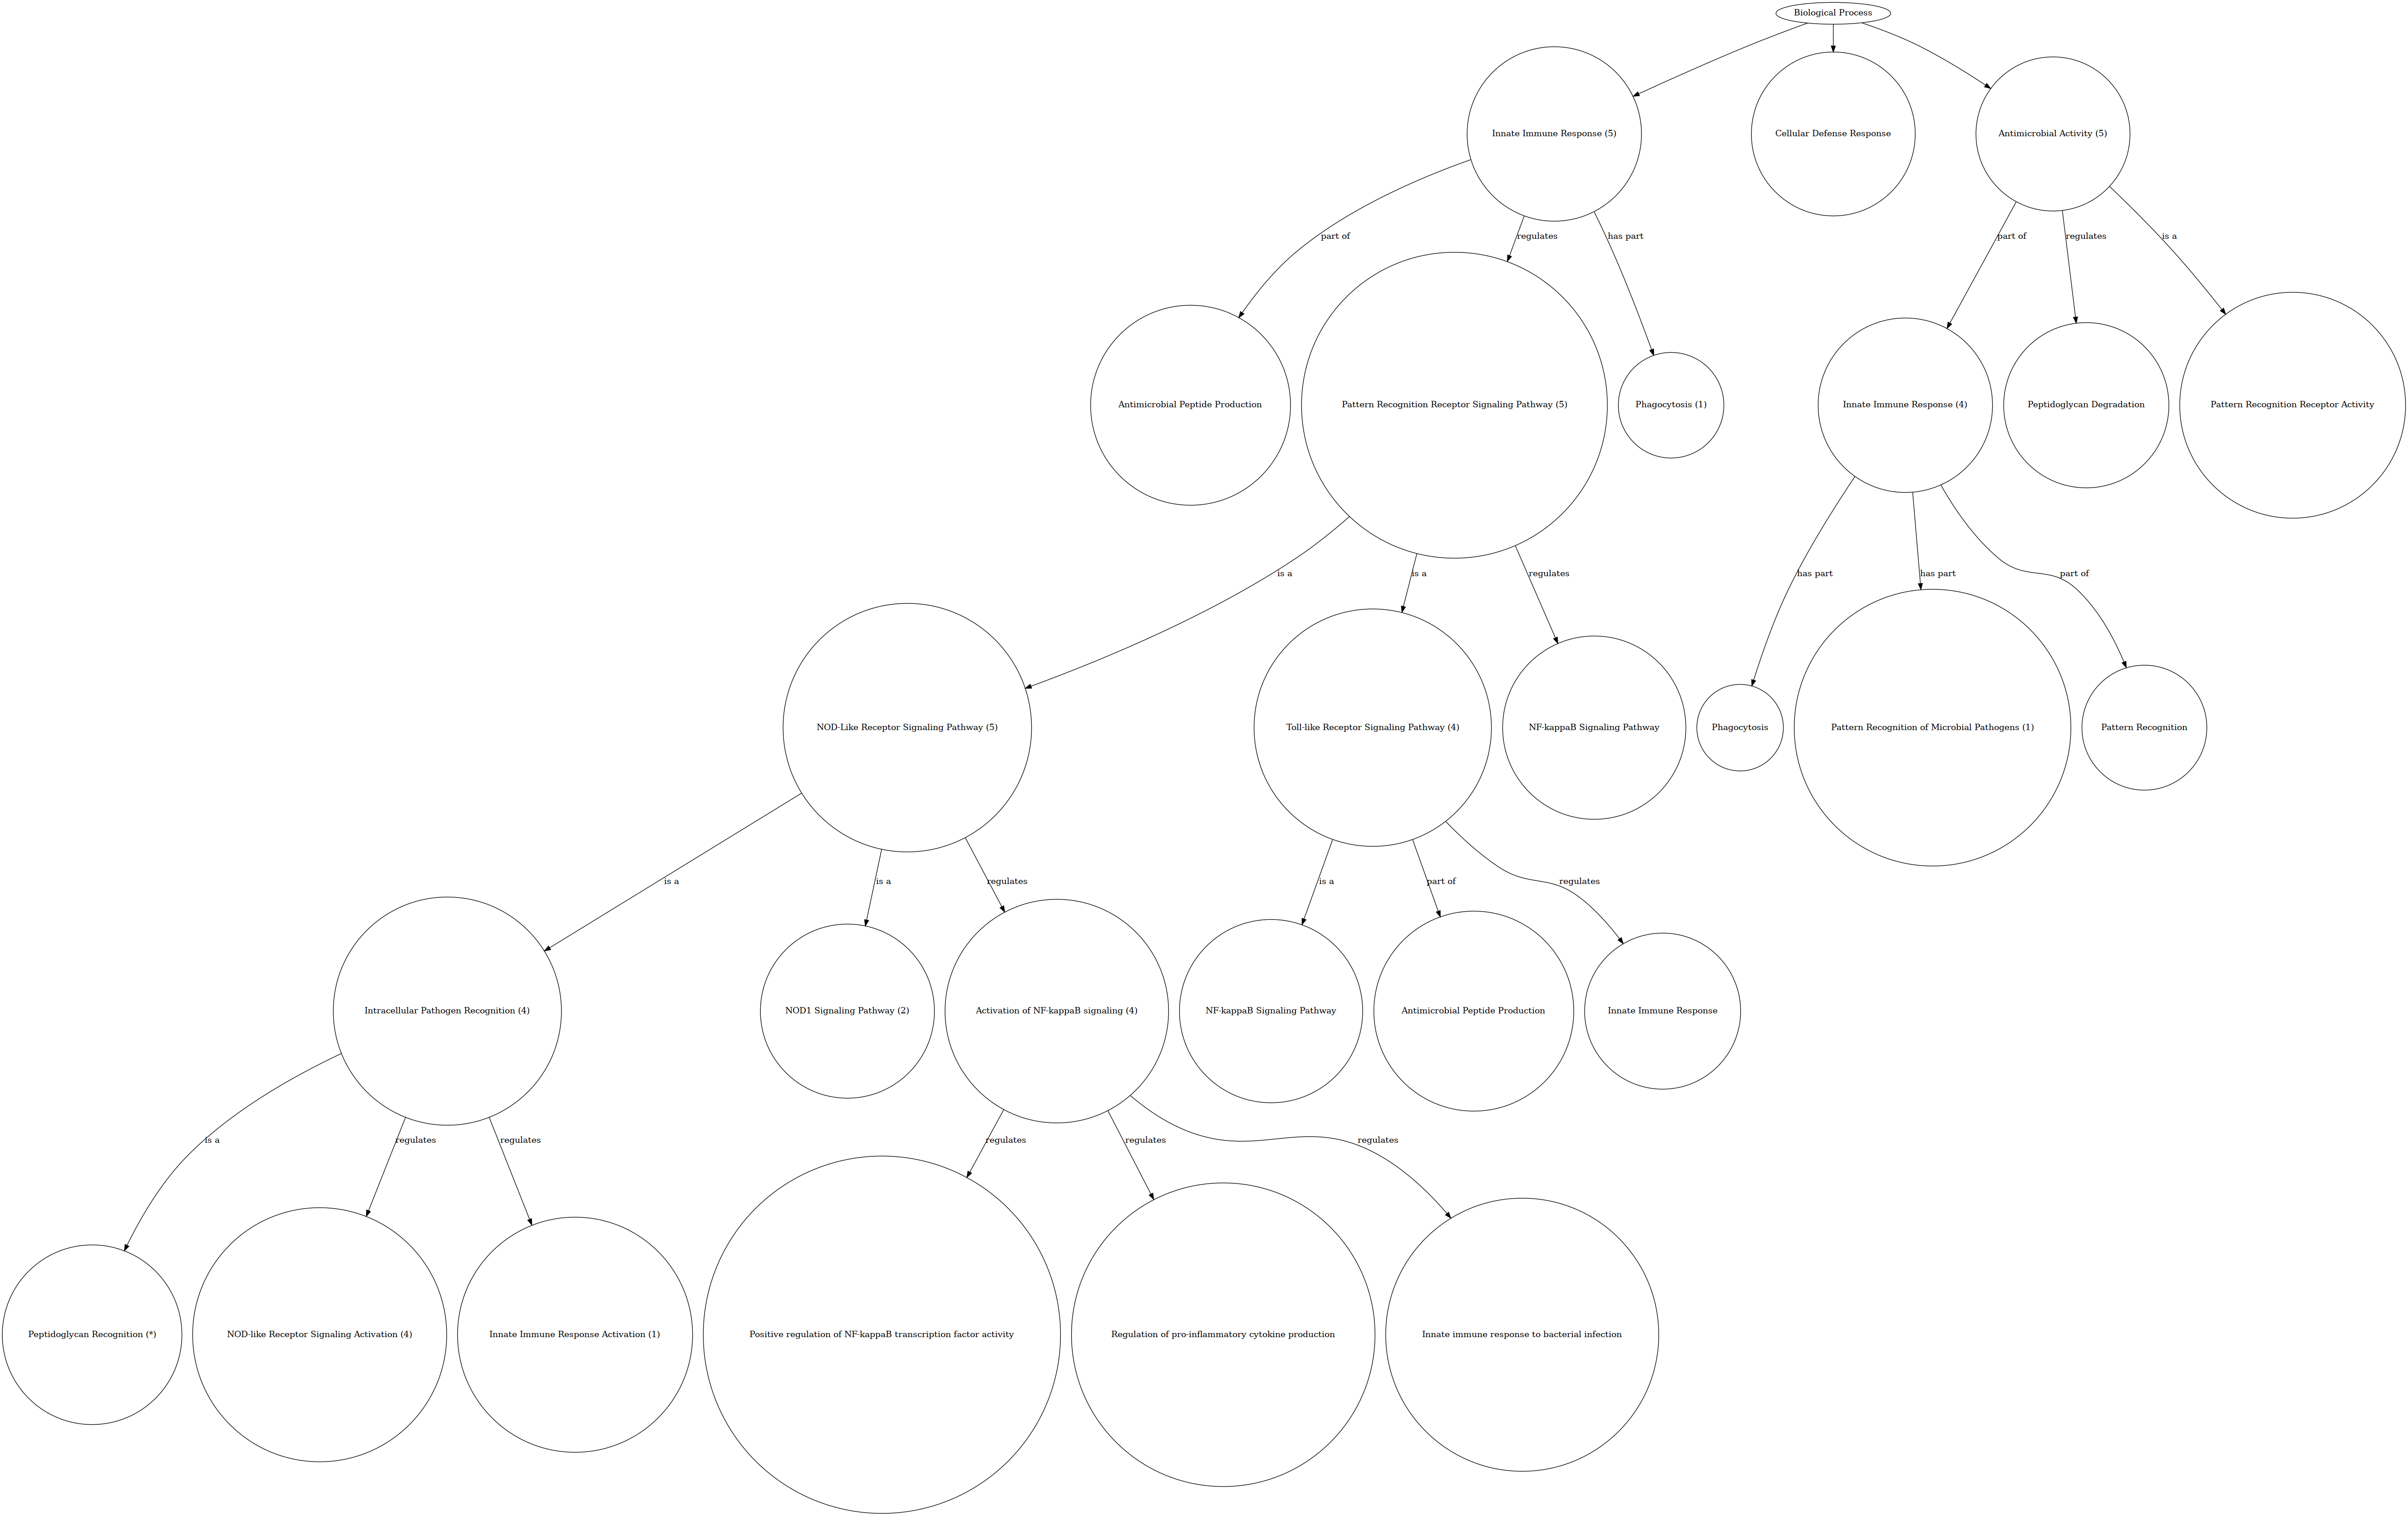 Biological Process
Innate Immune Response (5)
Cellular Defense Response
Antimicrobial Activity (5)
part of
regulates
has part
part of
regulates
is a
Antimicrobial Peptide Production
Pattern Recognition Receptor Signaling Pathway (5)
Phagocytosis (1)
Innate Immune Response (4)
Peptidoglycan Degradation
Pattern Recognition Receptor Activity
is a
is a
regulates
has part
has part
part of
NOD-Like Receptor Signaling Pathway (5)
Toll-like Receptor Signaling Pathway (4)
NF-kappaB Signaling Pathway
Phagocytosis
Pattern Recognition of Microbial Pathogens (1)
Pattern Recognition
is a
is a
regulates
is a
part of
regulates
Intracellular Pathogen Recognition (4)
NOD1 Signaling Pathway (2)
Activation of NF-kappaB signaling (4)
NF-kappaB Signaling Pathway
Antimicrobial Peptide Production
Innate Immune Response
is a
regulates
regulates
regulates
regulates
regulates
Peptidoglycan Recognition (*)
NOD-like Receptor Signaling Activation (4)
Innate Immune Response Activation (1)
Positive regulation of NF-kappaB transcription factor activity
Regulation of pro-inflammatory cytokine production
Innate immune response to bacterial infection